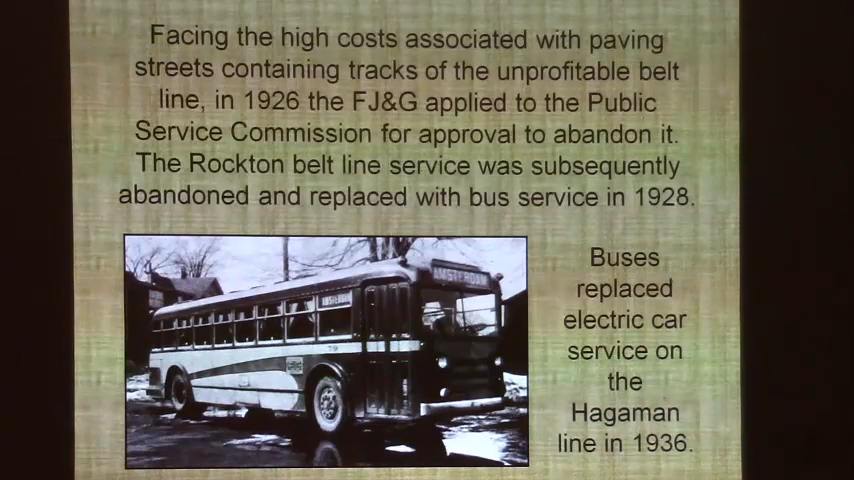 Facing the high costs associated with paving
streets containing tracks of the unprofitable belt
line, in 1926 the FJ&G applied to the Public
Service Commission for approval to abandon it.
The Rockton belt line service was subsequently
abandoned and replaced with bus service in 1928.
AMSTERDAM
AMSTERDAM
Buses
replaced
electric car
service on
the
Hagaman
line in 1936.